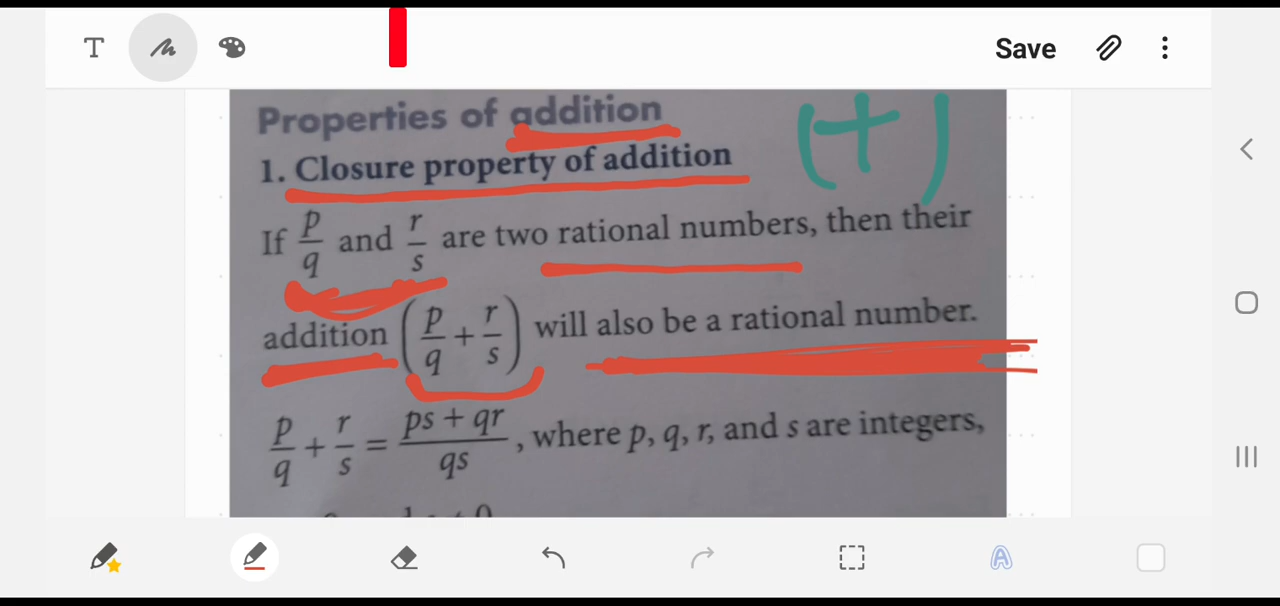 T
Save
Properties of addition
(+)
1. Closure property of addition
If p/q and r/s are two rational numbers, then their
addition (p/q + r/s) will also be a rational number.
p/q + r/s = ps + qr/qs, where p, q, r, and s are integers,
A